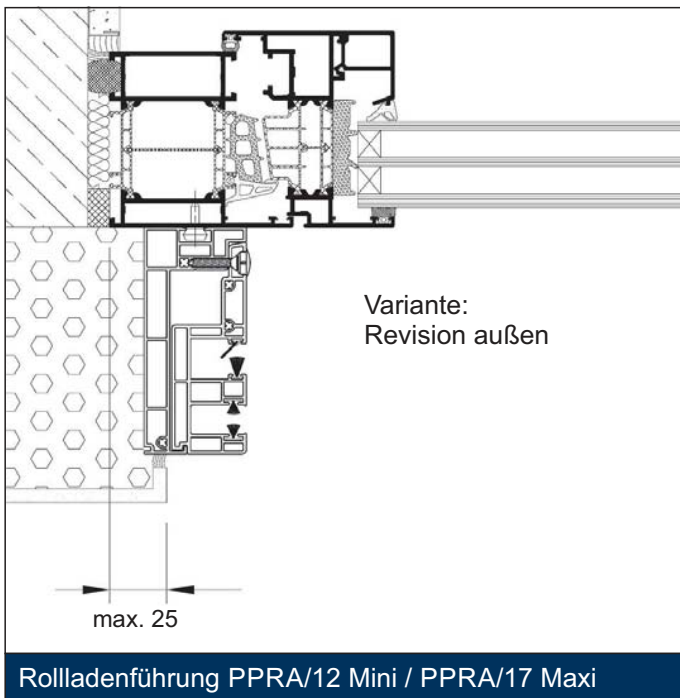 Variante:
Revision außen
max. 25
Rollladenführung PPRA/12 Mini / PPRA/17 Maxi